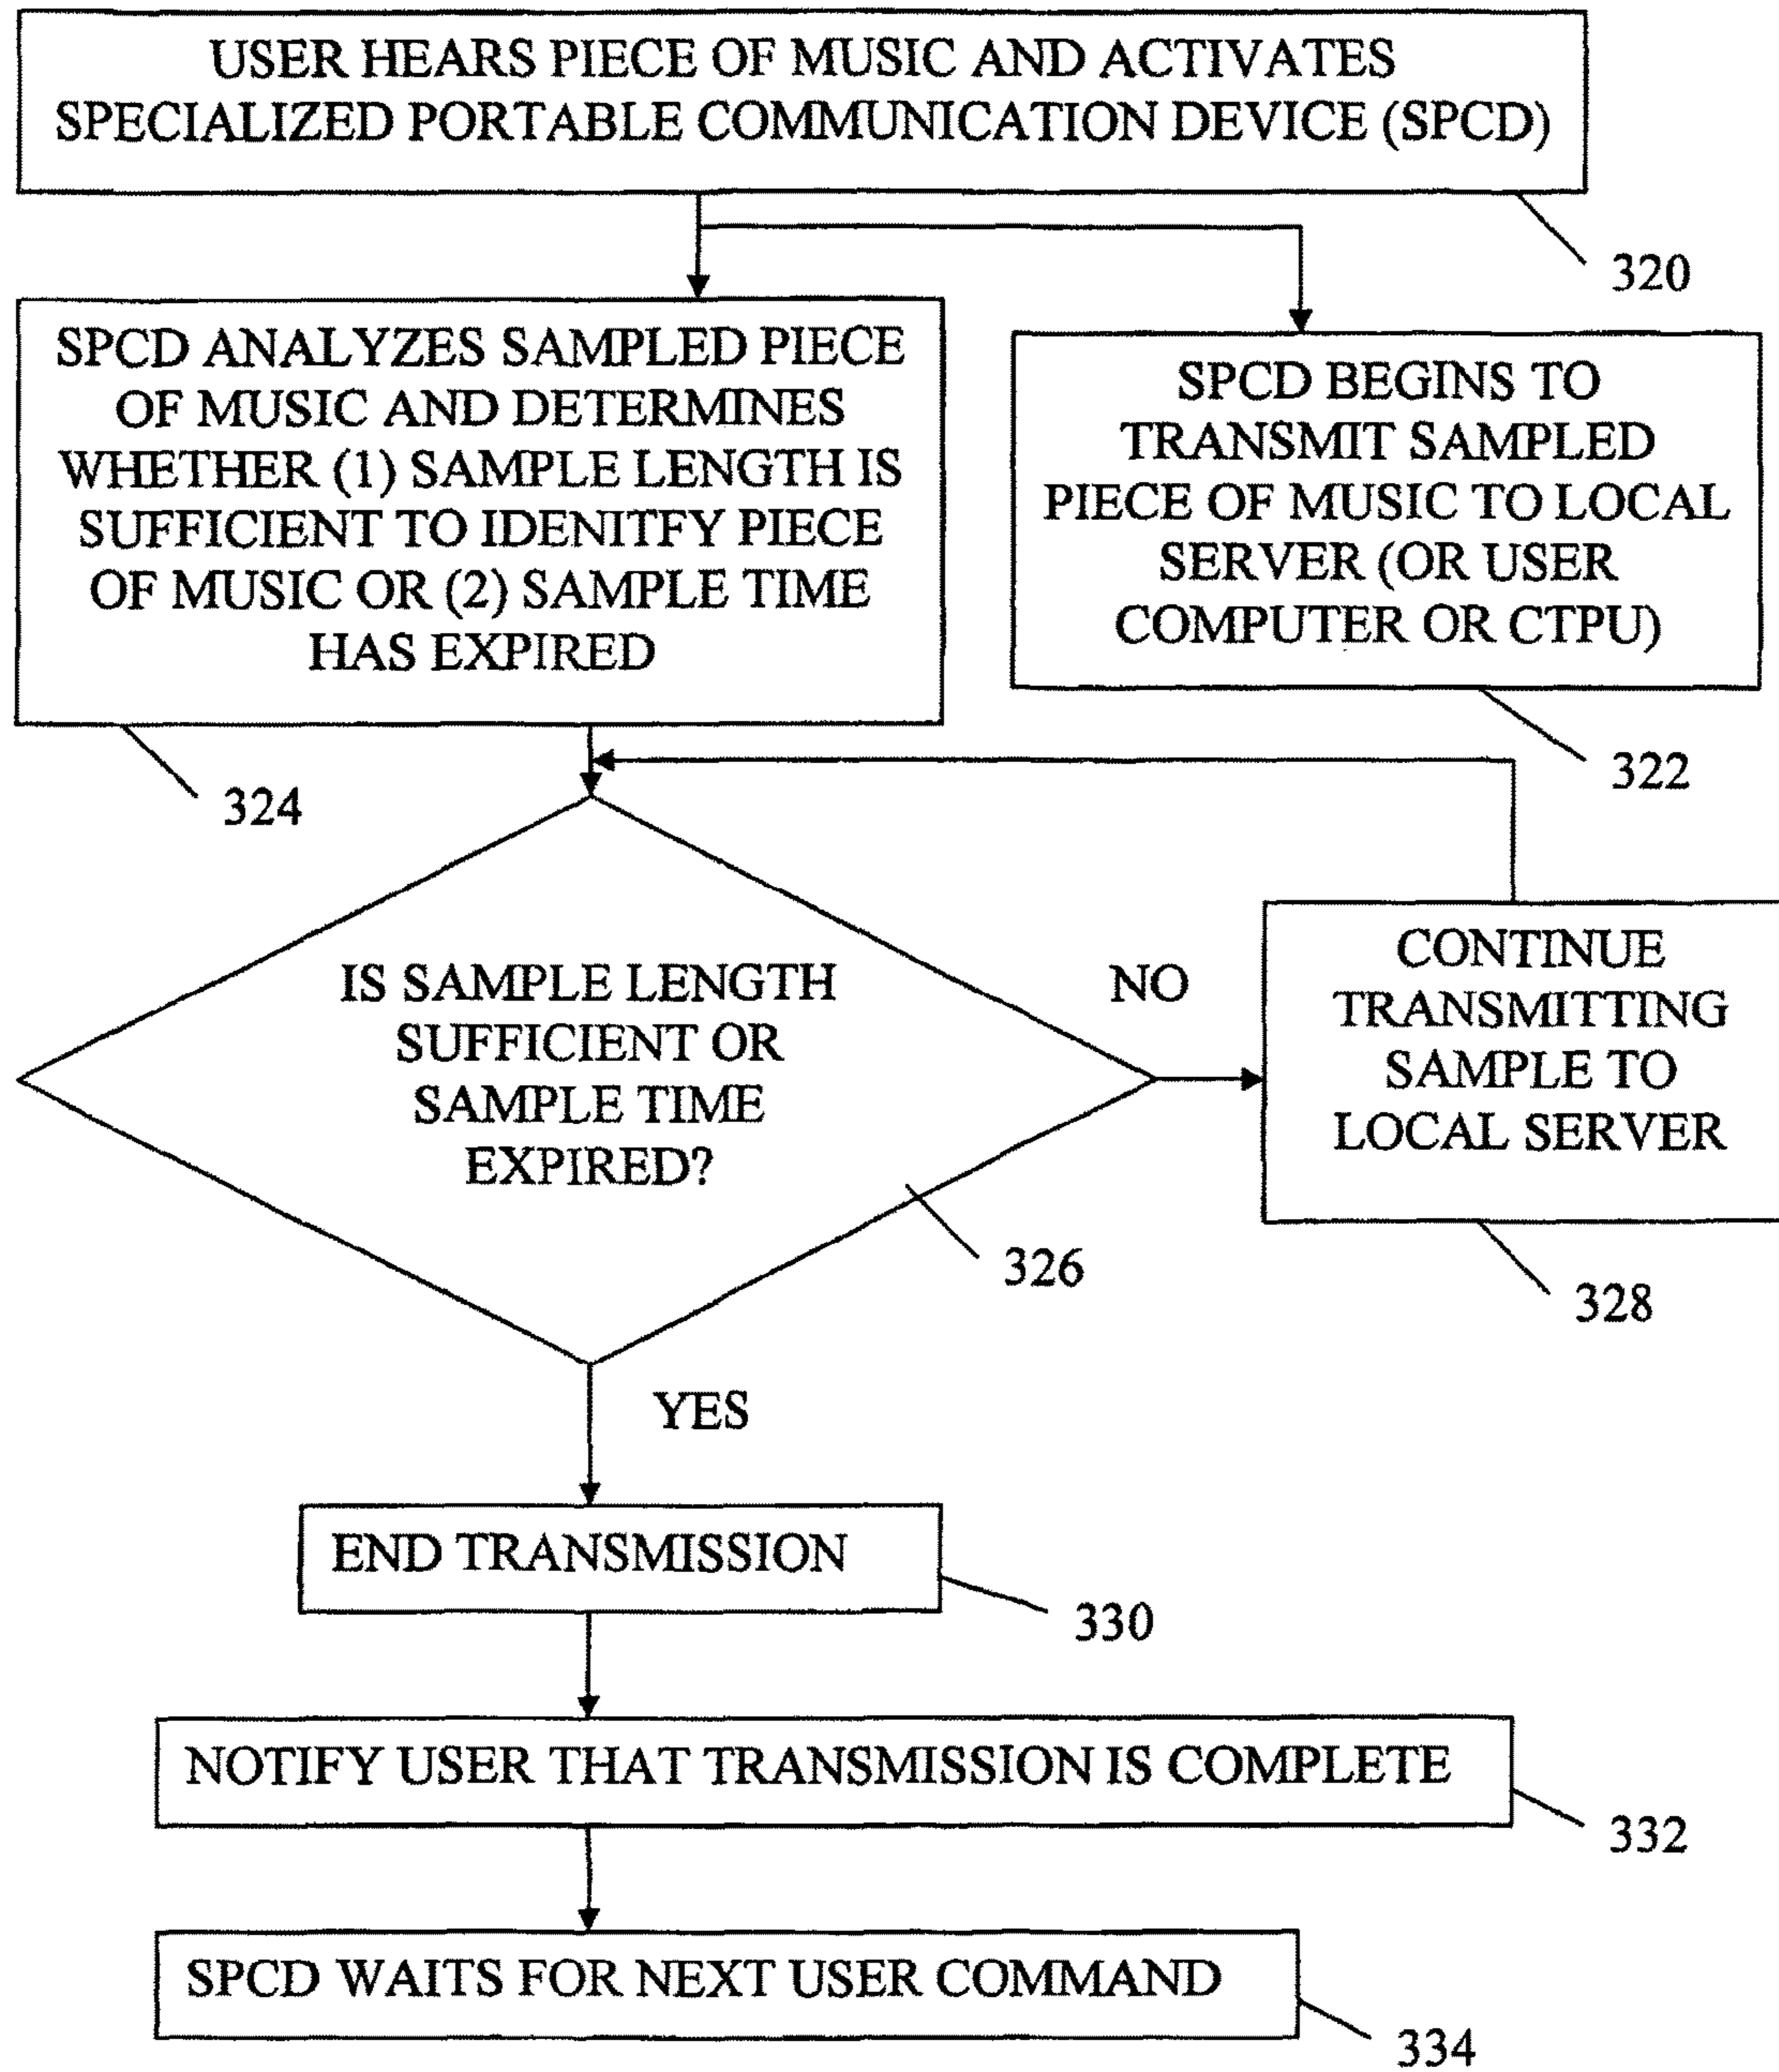 USER HEARS PIECE OF MUSIC AND ACTIVATES
SPECIALIZED PORTABLE COMMUNICATION DEVICE (SPCD)
320
SPCD ANALYZES SAMPLED PIECE
OF MUSIC AND DETERMINES
WHETHER (1) SAMPLE LENGTH IS
SUFFICIENT TO IDENITFY PIECE
OF MUSIC OR (2) SAMPLE TIME
HAS EXPIRED
324
SPCD BEGINS TO
TRANSMIT SAMPLED
PIECE OF MUSIC TO LOCAL
SERVER (OR USER
COMPUTER OR CTPU)
322
IS SAMPLE LENGTH
SUFFICIENT OR
SAMPLE TIME
EXPIRED?
326
NO
CONTINUE
TRANSMITTING
SAMPLE TO
LOCAL SERVER
328
YES
END TRANSMISSION
330
NOTIFY USER THAT TRANSMISSION IS COMPLETE
332
SPCD WAITS FOR NEXT USER COMMAND
334